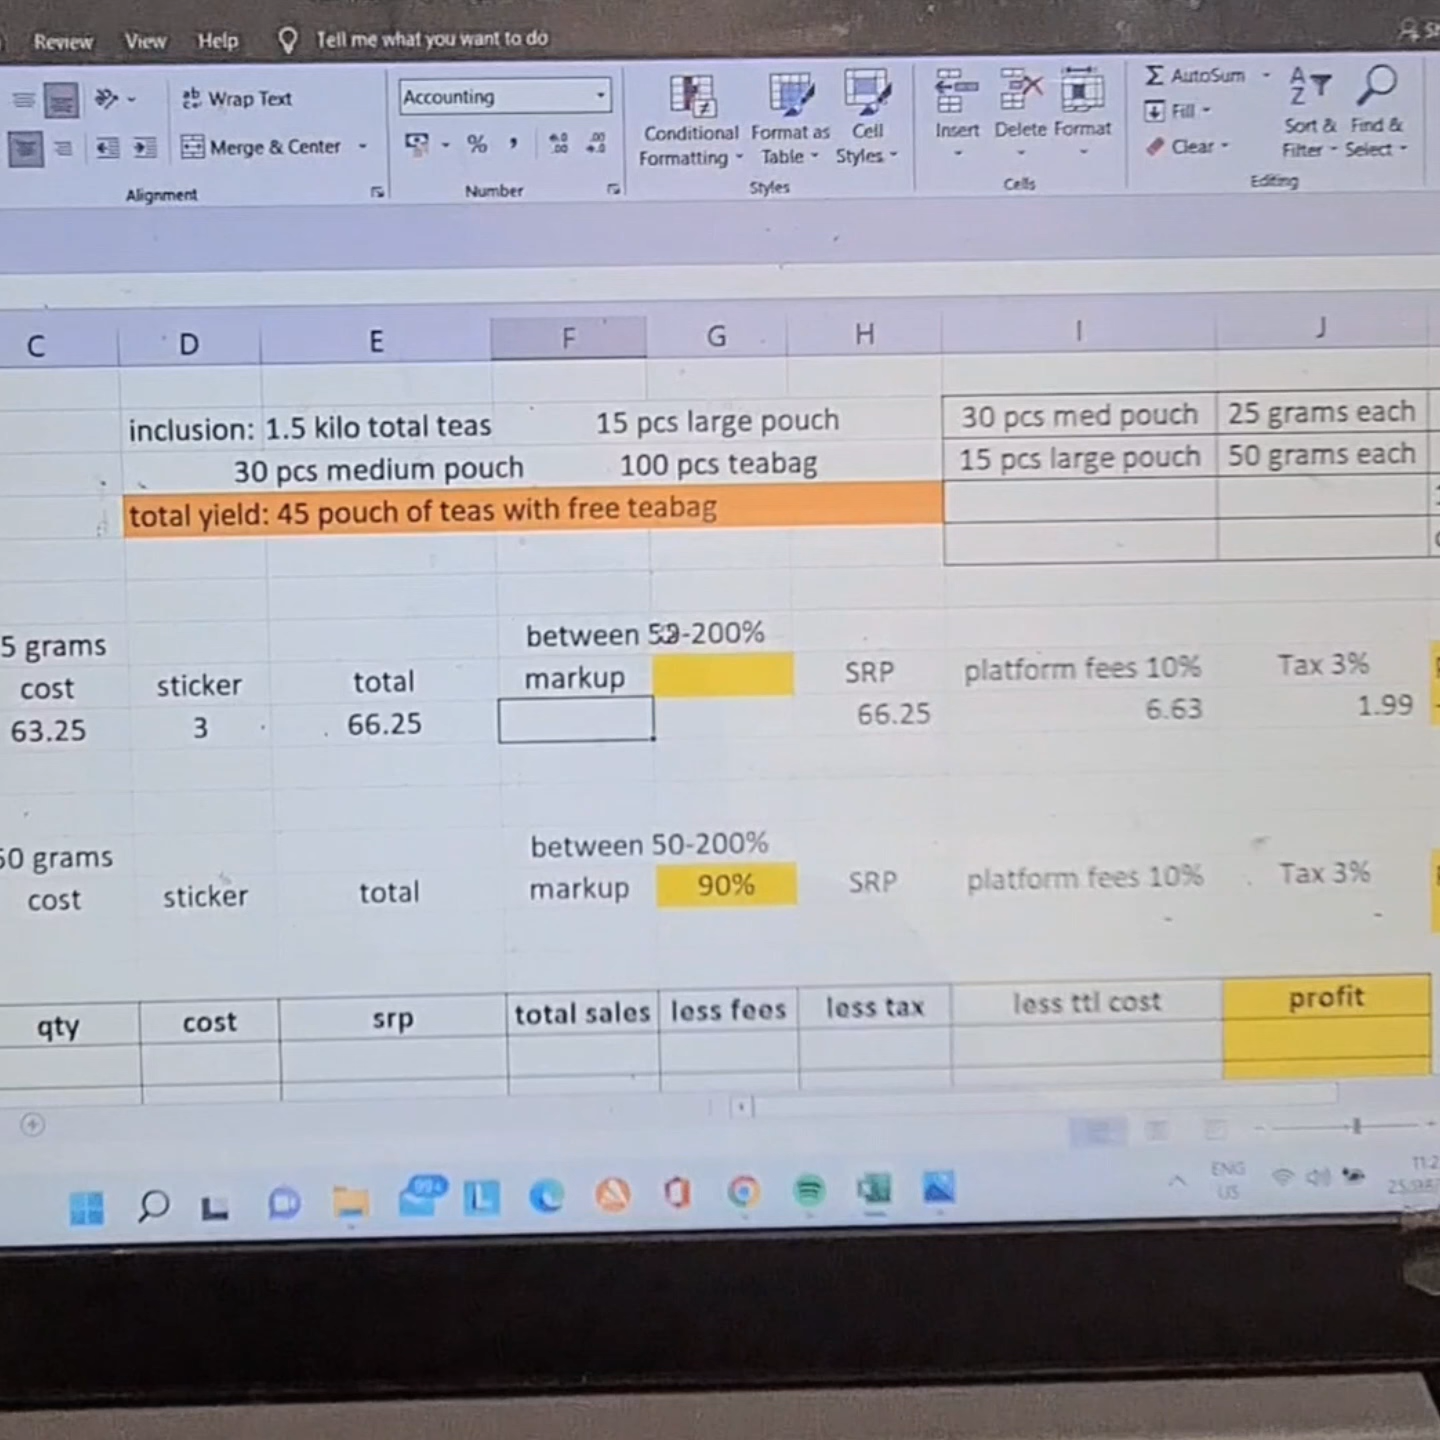 Review View Help Tell me what you want to do
Wrap Text Accounting AutoSum
Merge & Center % Conditional Formatting Format as Table Cell Styles Insert Delete Format Fill Clear Sort & Filter Find & Select
Alignment Number Styles Cells Editing
C D E F G H I J
inclusion: 1.5 kilo total teas 15 pcs large pouch 30 pcs med pouch 25 grams each
30 pcs medium pouch 100 pcs teabag 15 pcs large pouch 50 grams each
total yield: 45 pouch of teas with free teabag
5 grams between -200%
cost sticker total markup SRP platform fees 10% Tax 3%
63.25 3 66.25 66.25 6.63 1.99
50 grams between 50-200%
cost sticker total markup 90% SRP platform fees 10% Tax 3%
- -
qty cost srp total sales less fees less tax less ttl cost profit
99+ ENG
US